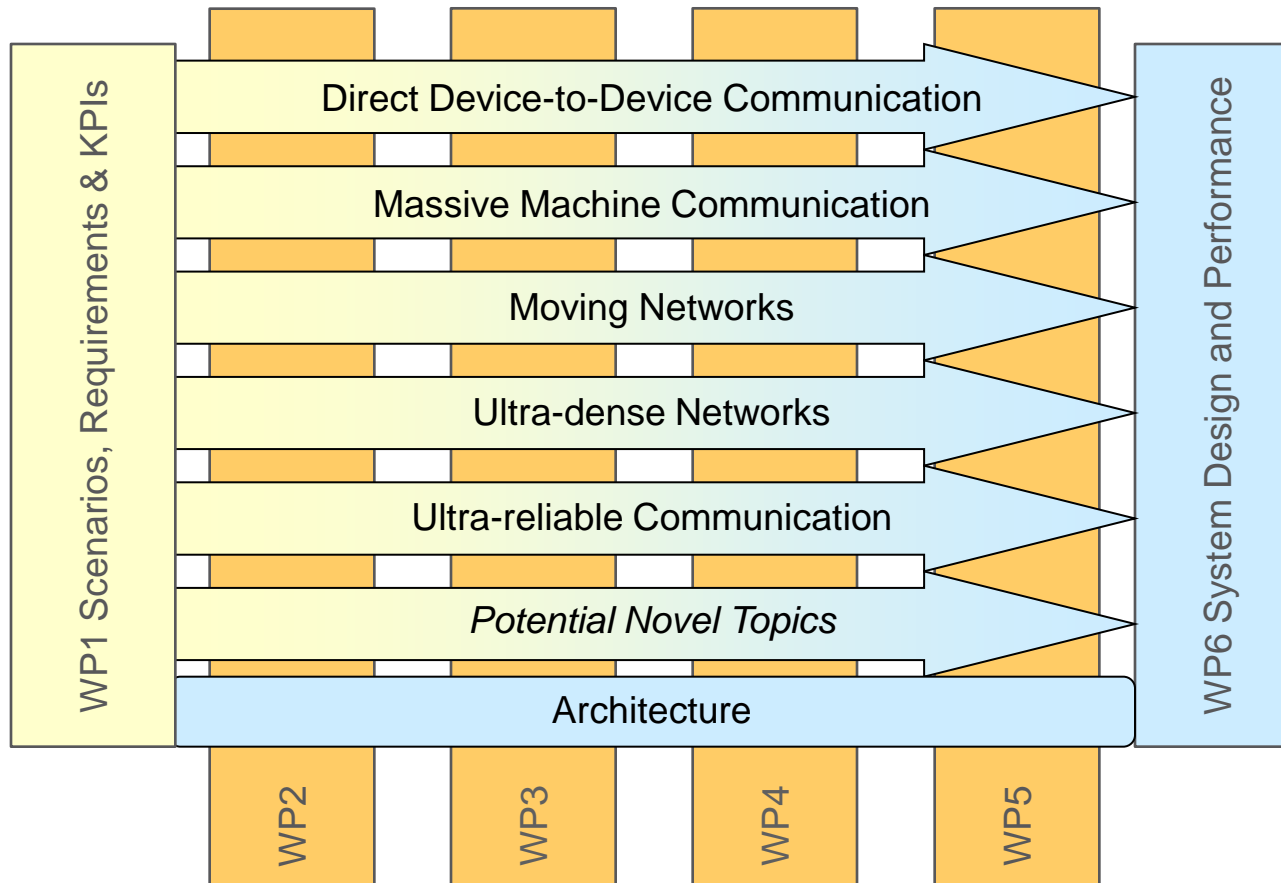 WP1 Scenarios, Requirements & KPIs
Direct Device-to-Device Communication
Massive Machine Communication
Moving Networks
Ultra-dense Networks
Ultra-reliable Communication
Potential Novel Topics
Architecture
WP2
WP3
WP4
WP5
WP6 System Design and Performance